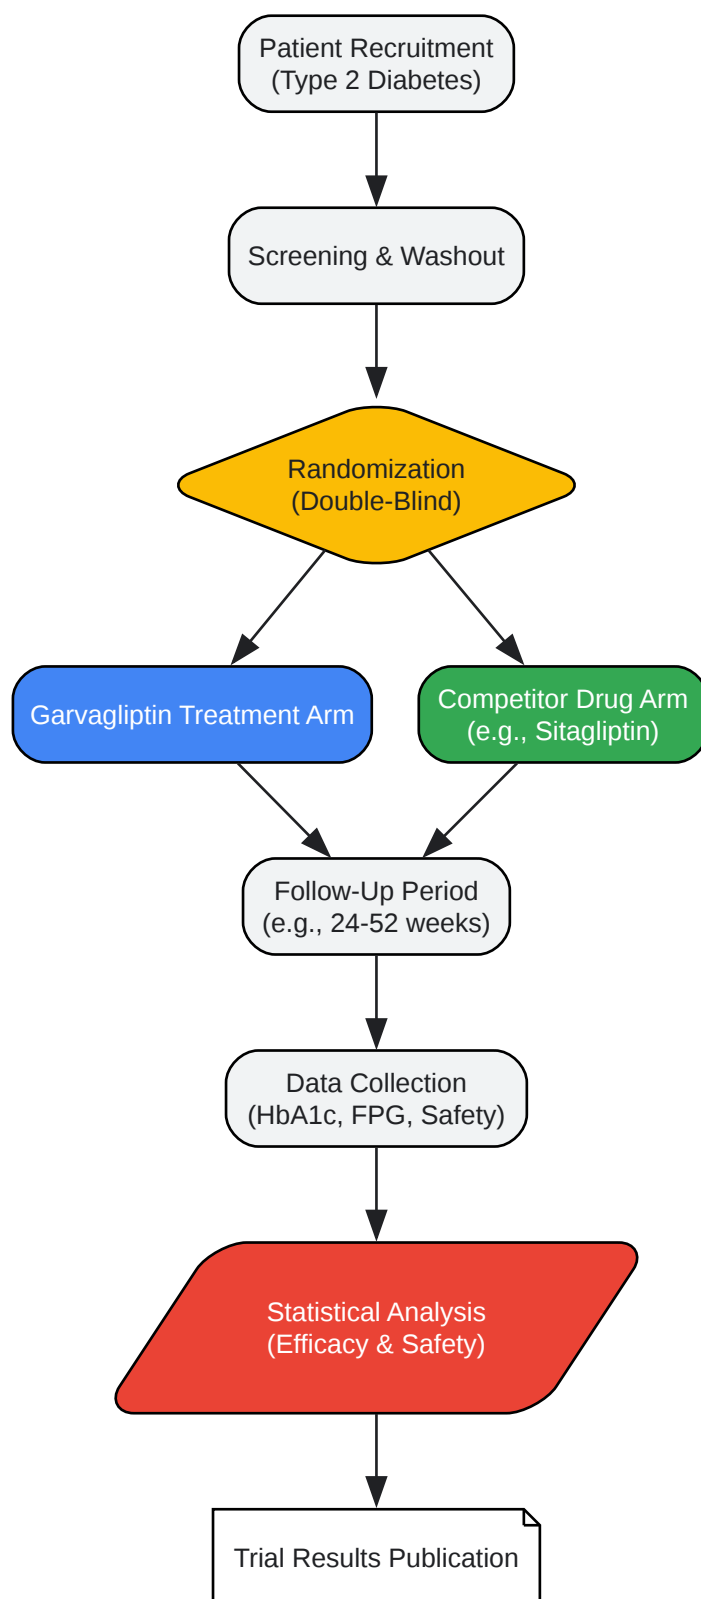 Patient Recruitment
(Type 2 Diabetes)
Screening & Washout
Randomization
(Double-Blind)
Garvagliptin Treatment Arm
Competitor Drug Arm
(e.g., Sitagliptin)
Follow-Up Period
(e.g., 24-52 weeks)
Data Collection
(HbA1c, FPG, Safety)
Statistical Analysis
(Efficacy & Safety)
Trial Results Publication